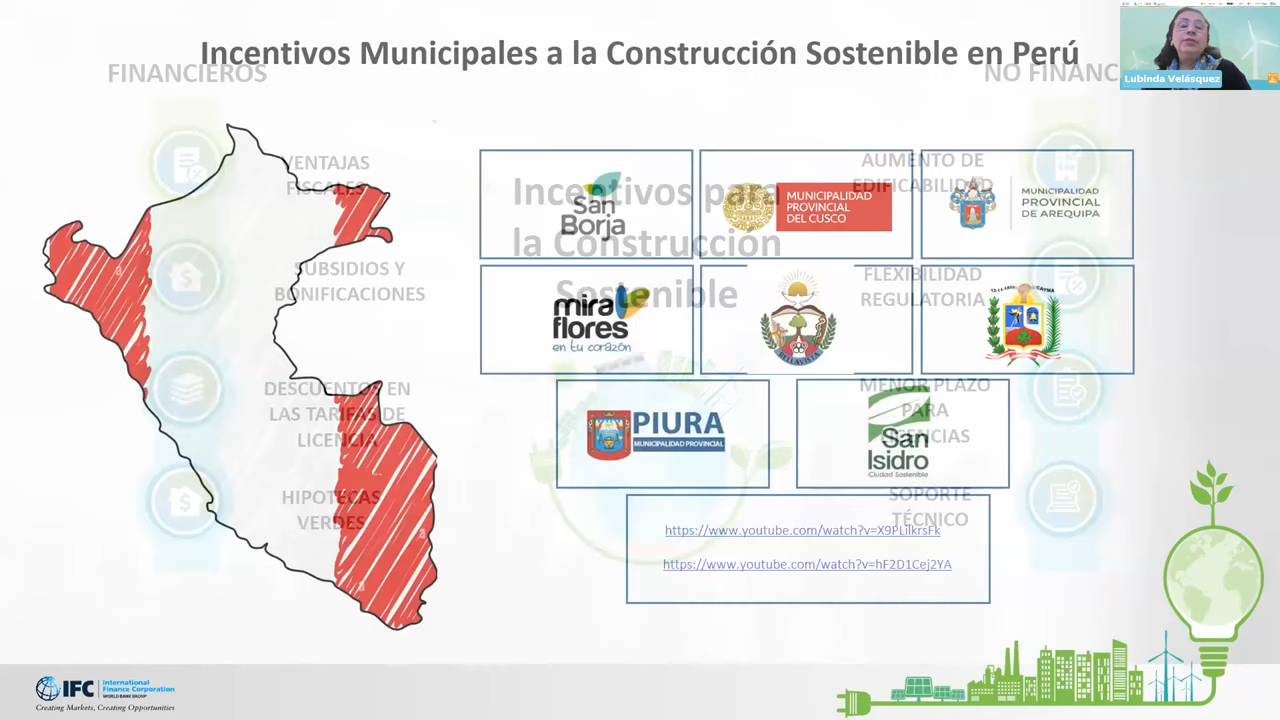 Incentivos Municipales a la Construcción Sostenible en Perú
FINANCIEROS
NO FINANC
Lubinda Velásquez
VENTAJAS
FISCALES
SUBSIDIOS Y
BONIFICACIONES
DESCUENTOS EN
LAS TARIFAS DE
LICENCIA
HIPOTECAS
VERDES
Incentivos para
la Construcción
Sostenible
AUMENTO DE
EDIFICABILIDAD
FLEXIBILIDAD
REGULATORIA
MENOR PLAZO
PARA
LICENCIAS
SOPORTE
TÉCNICO
San
Borja
MUNICIPALIDAD
PROVINCIAL
DEL CUSCO
MUNICIPALIDAD
PROVINCIAL
DE AREQUIPA
mira
flores
en tu corazón
BELLAVISTA
CAYMA
PIURA
MUNICIPALIDAD PROVINCIAL
San
Isidro
Ciudad Sostenible
https://www.youtube.com/watch?v=X9PLilkrsFk
https://www.youtube.com/watch?v=hF2D1Cej2YA
IFC
International
Finance Corporation
WORLD BANK GROUP
Creating Markets, Creating Opportunities